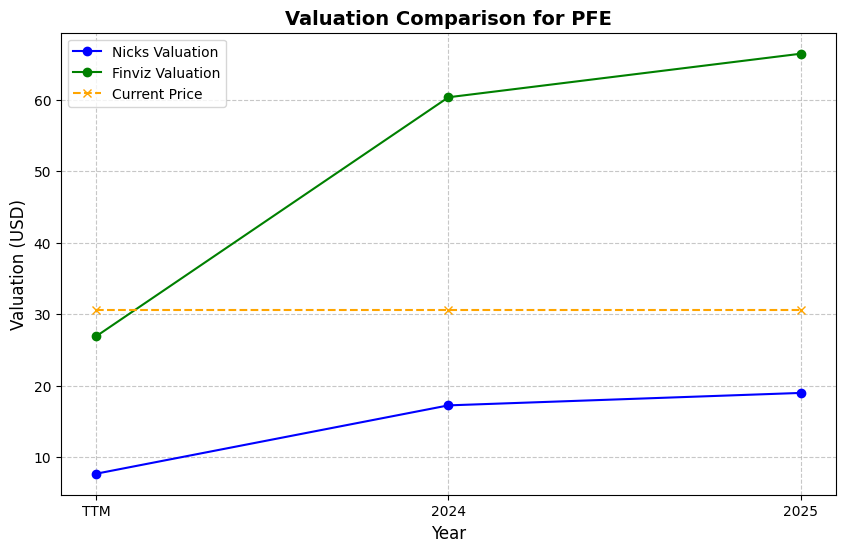 Valuation Comparison for PFE
Nicks Valuation
Finviz Valuation
Current Price
Valuation (USD)
60
50
40
30
20
10
TTM
2024
2025
Year